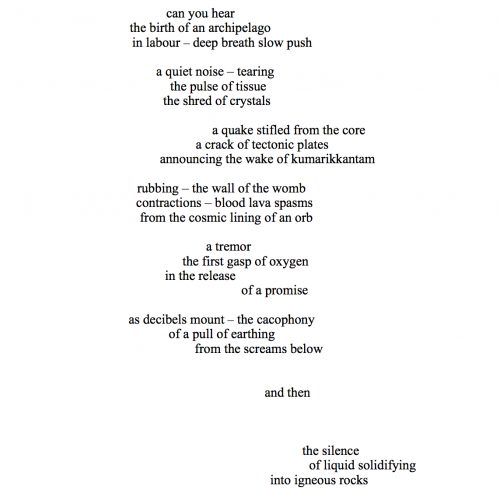 can you hear
the birth of an archipelago
in labour – deep breath slow push
a quiet noise – tearing
the pulse of tissue
the shred of crystals
a quake stifled from the core
a crack of tectonic plates
announcing the wake of kumarikkantam
rubbing – the wall of the womb
contractions – blood lava spasms
from the cosmic lining of an orb
a tremor
the first gasp of oxygen
in the release
of a promise
as decibels mount – the cacophony
of a pull of earthing
from the screams below
and then
the silence
of liquid solidifying
into igneous rocks